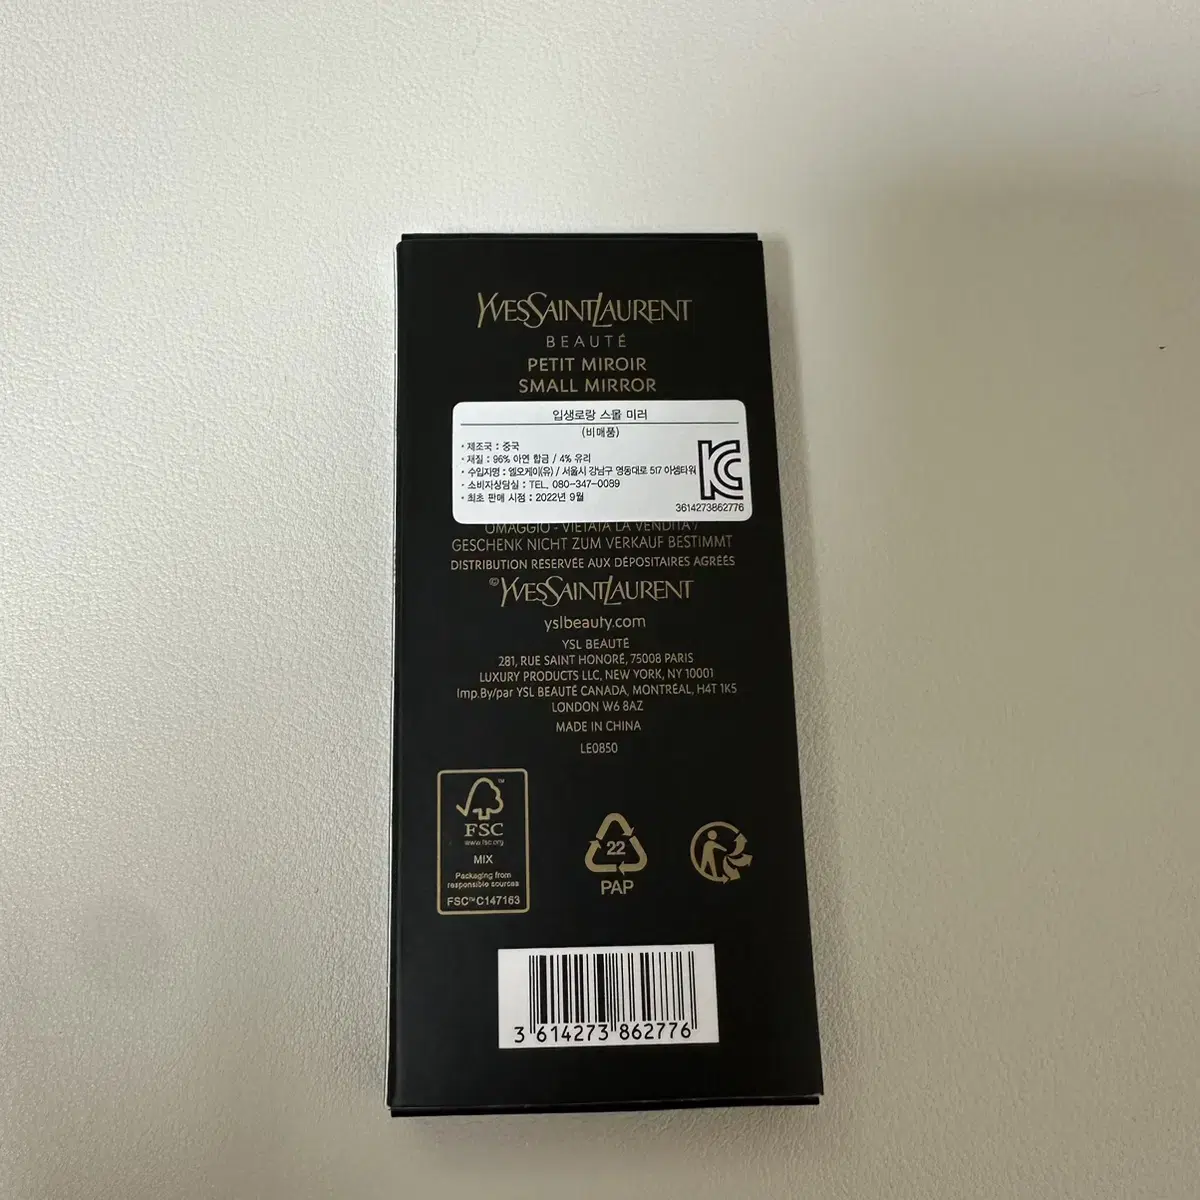 YVESSAINTLAURENT
BEAUTÉ
PETIT MIROIR
SMALL MIRROR
입생로랑 스몰 미러
(비매품)
• 제조국 : 중국
• 재질 : 96% 아연 합금 / 4% 유리
• 수입자명 : 엘오케이(유) / 서울시 강남구 영동대로 517 아셈타워
• 소비자상담실 : TEL. 080-347-0089
• 최초 판매 시점 : 2022년 9월
3614273862776
OMAGGIO - VIETATA LA VENDITA /
GESCHENK NICHT ZUM VERKAUF BESTIMMT
DISTRIBUTION RÉSERVÉE AUX DÉPOSITAIRES AGRÉÉS
©YVESSAINTLAURENT
yslbeauty.com
YSL BEAUTÉ
281, RUE SAINT HONORÉ, 75008 PARIS
LUXURY PRODUCTS LLC, NEW YORK, NY 10001
Imp.By/par YSL BEAUTÉ CANADA, MONTRÉAL, H4T 1K5
LONDON W6 8AZ
MADE IN CHINA
LE0850
FSC
www.fsc.org
MIX
Packaging from
responsible sources
FSC™ C147163
22
PAP
3 614273 862776